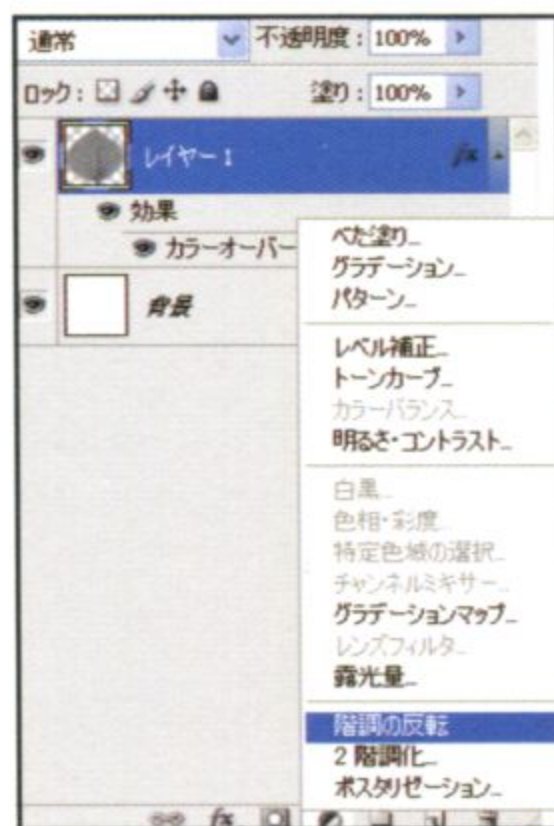 通常 不透明度：100%
ロック： 塗り：100%
レイヤー 1 fx
効果
カラーオーバー
背景
べた塗り...
グラデーション...
パターン...
レベル補正...
トーンカーブ...
カラーバランス...
明るさ・コントラスト...
白黒...
色相・彩度...
特定色域の選択...
チャンネルミキサー...
グラデーションマップ...
レンズフィルタ...
露光量...
階調の反転
2 階調化...
ポスタリゼーション...
fx